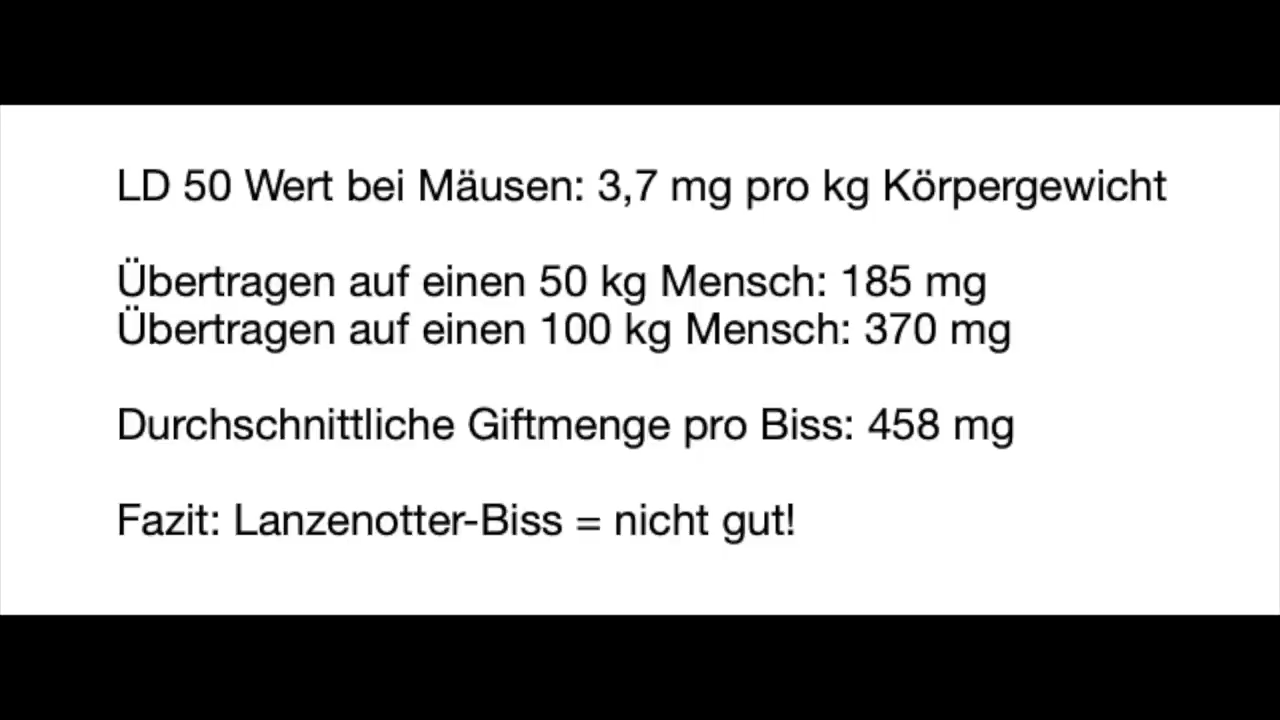 LD 50 Wert bei Mäusen: 3,7 mg pro kg Körpergewicht
Übertragen auf einen 50 kg Mensch: 185 mg
Übertragen auf einen 100 kg Mensch: 370 mg
Durchschnittliche Giftmenge pro Biss: 458 mg
Fazit: Lanzenotter-Biss = nicht gut!